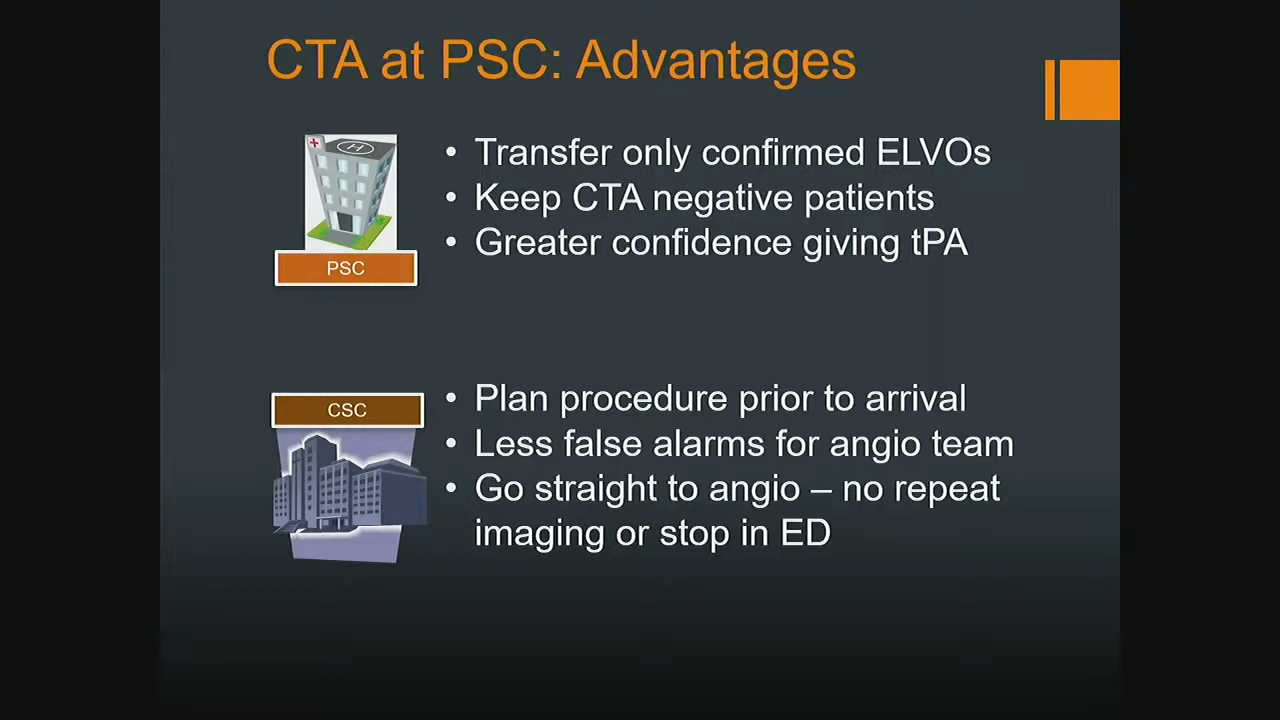 CTA at PSC: Advantages
H
PSC
• Transfer only confirmed ELVOs
• Keep CTA negative patients
• Greater confidence giving tPA
CSC
• Plan procedure prior to arrival
• Less false alarms for angio team
• Go straight to angio – no repeat
imaging or stop in ED